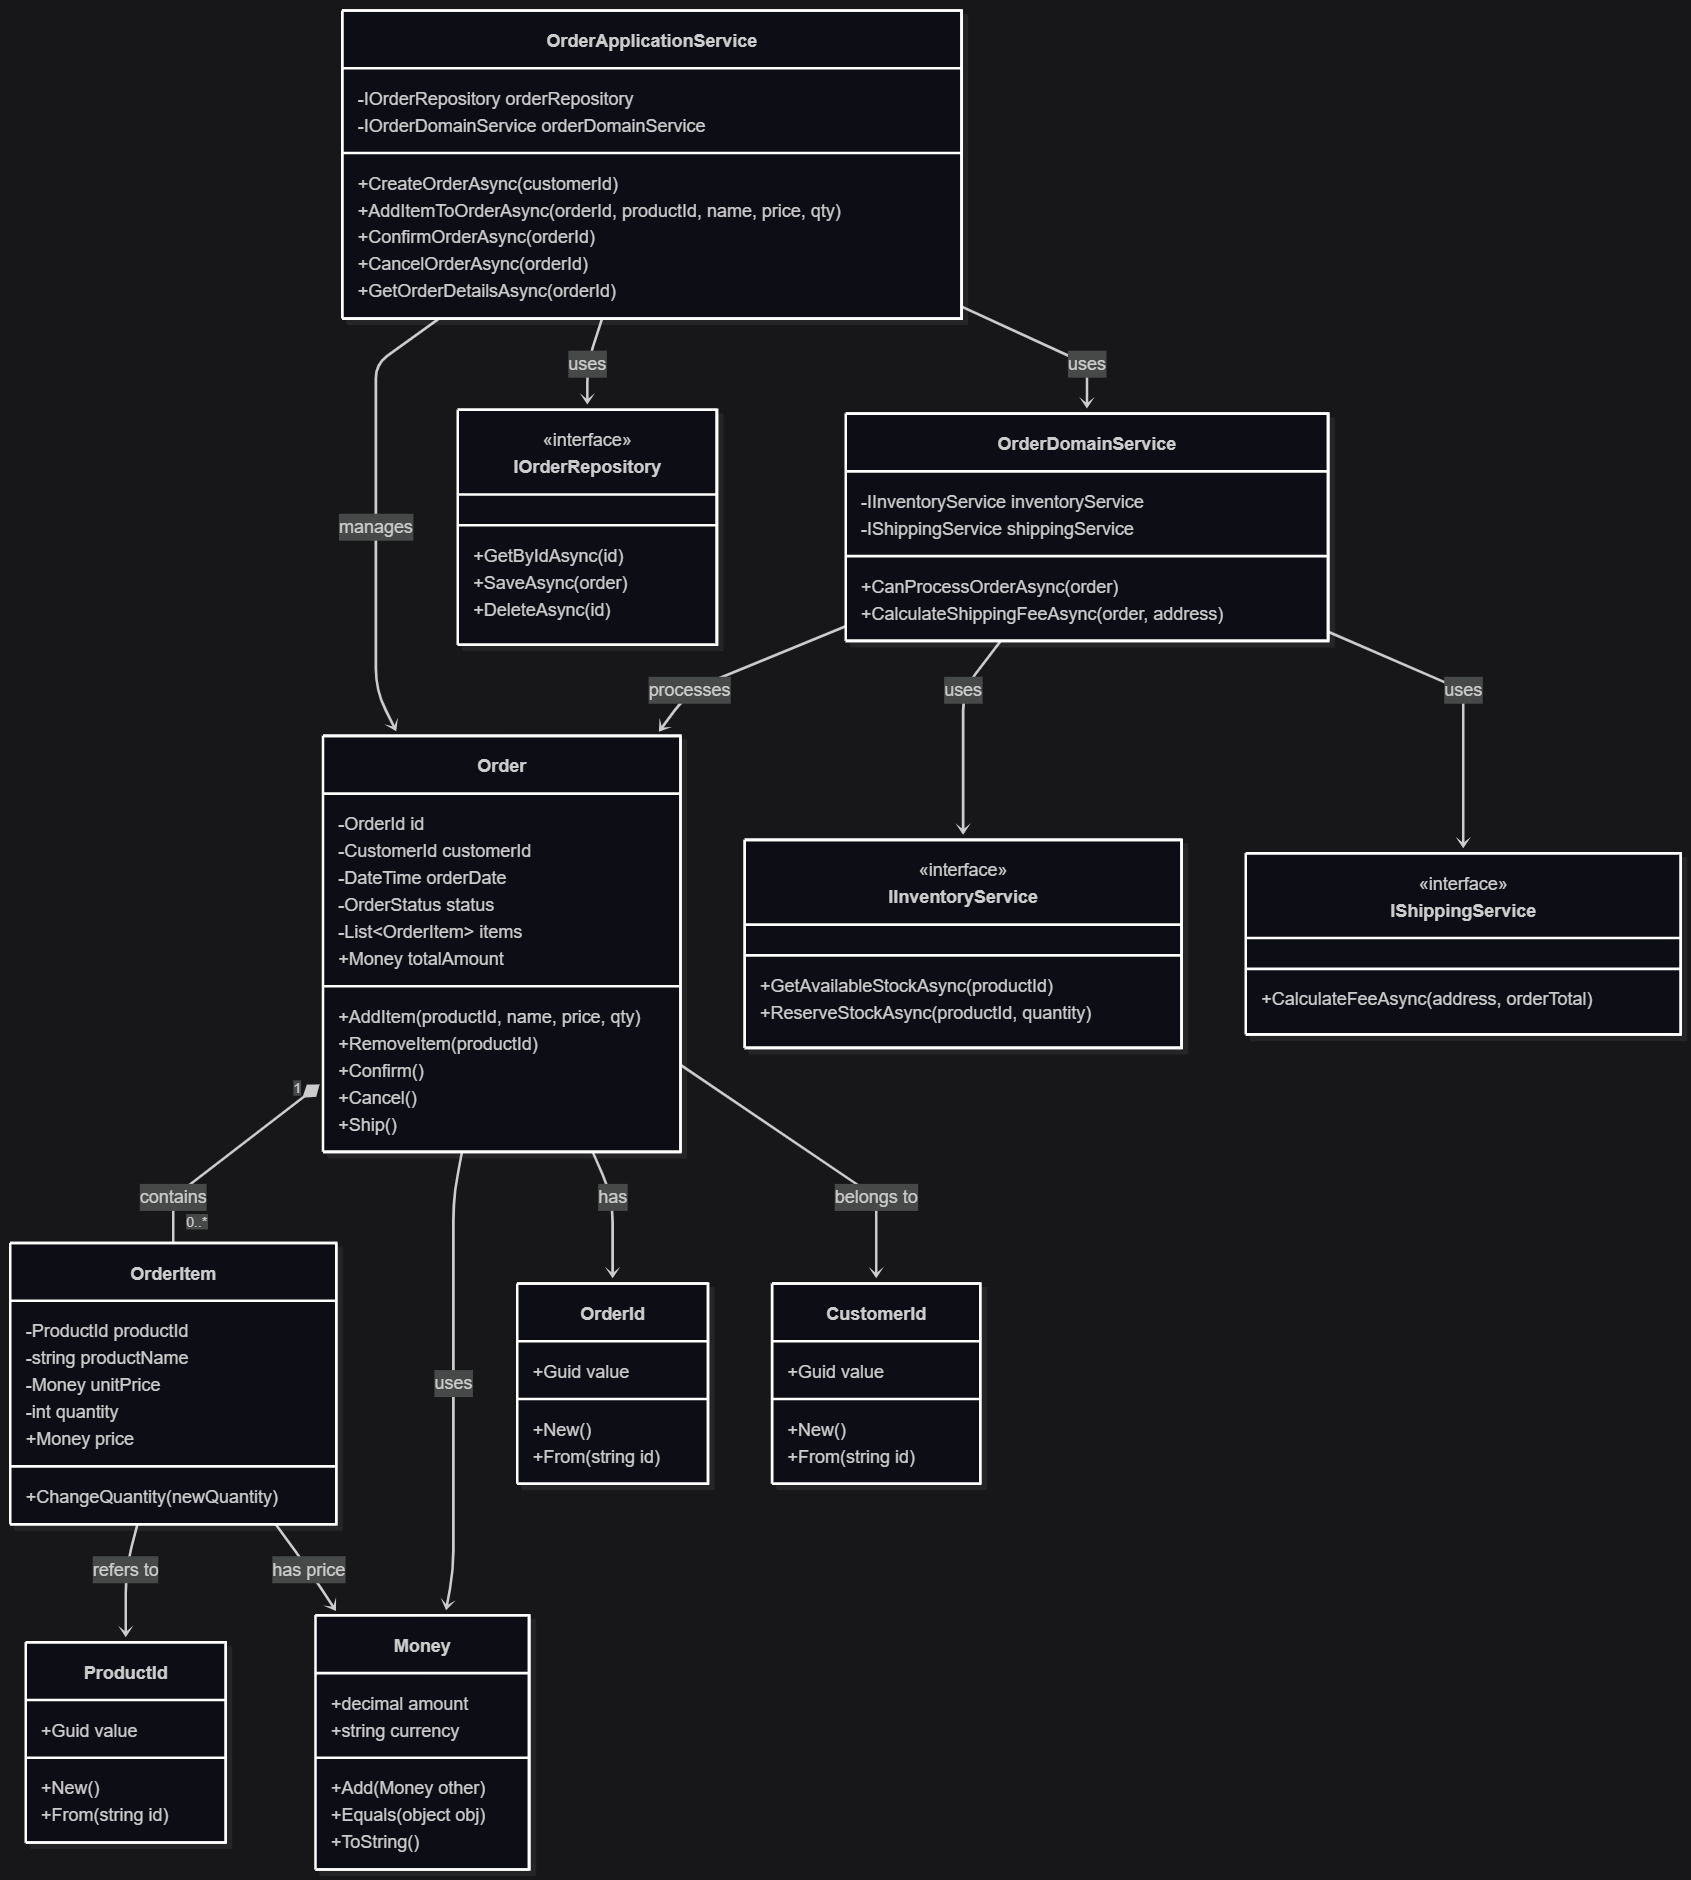 OrderApplicationService
-IOrderRepository orderRepository
-IOrderDomainService orderDomainService
+CreateOrderAsync(customerId)
+AddItemToOrderAsync(orderId, productId, name, price, qty)
+ConfirmOrderAsync(orderId)
+CancelOrderAsync(orderId)
+GetOrderDetailsAsync(orderId)
uses
uses
manages
«interface»
IOrderRepository
+GetByIdAsync(id)
+SaveAsync(order)
+DeleteAsync(id)
OrderDomainService
-IInventoryService inventoryService
-IShippingService shippingService
+CanProcessOrderAsync(order)
+CalculateShippingFeeAsync(order, address)
processes
uses
uses
Order
-OrderId id
-CustomerId customerId
-DateTime orderDate
-OrderStatus status
-List<OrderItem> items
+Money totalAmount
+AddItem(productId, name, price, qty)
+RemoveItem(productId)
+Confirm()
+Cancel()
+Ship()
«interface»
IInventoryService
+GetAvailableStockAsync(productId)
+ReserveStockAsync(productId, quantity)
«interface»
IShippingService
+CalculateFeeAsync(address, orderTotal)
1
contains
0..*
has
belongs to
uses
OrderItem
-ProductId productId
-string productName
-Money unitPrice
-int quantity
+Money price
+ChangeQuantity(newQuantity)
OrderId
+Guid value
+New()
+From(string id)
CustomerId
+Guid value
+New()
+From(string id)
refers to
has price
ProductId
+Guid value
+New()
+From(string id)
Money
+decimal amount
+string currency
+Add(Money other)
+Equals(object obj)
+ToString()